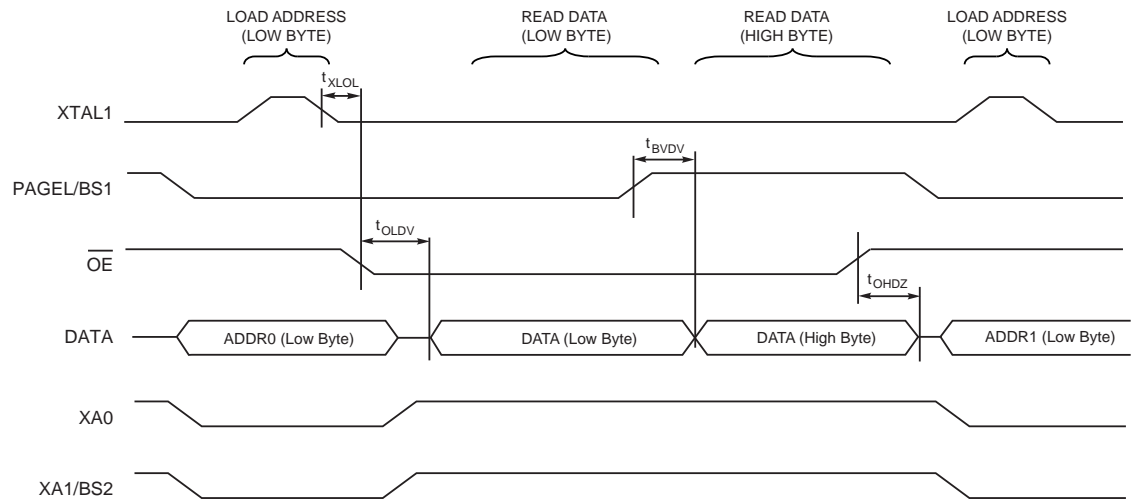 LOAD ADDRESS
(LOW BYTE)
READ DATA
(LOW BYTE)
READ DATA
(HIGH BYTE)
LOAD ADDRESS
(LOW BYTE)
tXLOL
XTAL1
tBVDV
PAGEL/BS1
tOLDV
OE
tOHDZ
DATA
ADDR0 (Low Byte)
DATA (Low Byte)
DATA (High Byte)
ADDR1 (Low Byte)
XA0
XA1/BS2